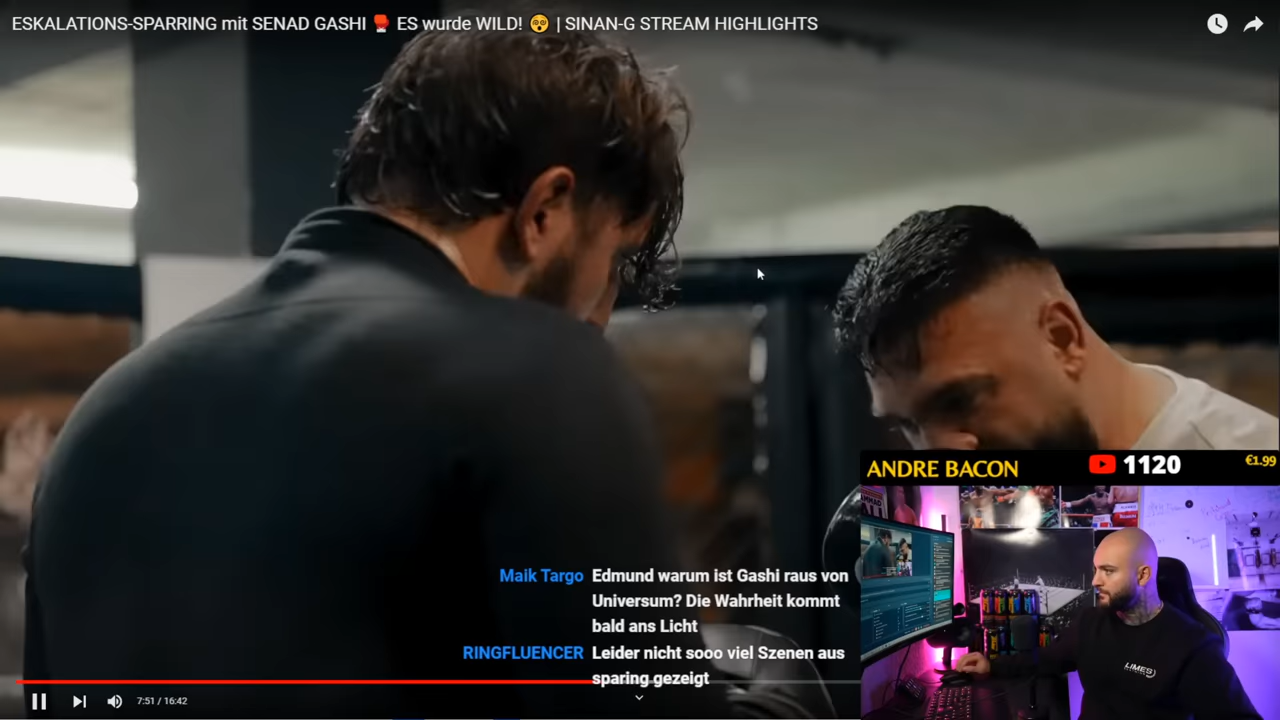 ESKALATIONS-SPARRING mit SENAD GASHI 🥊 ES wurde WILD! 😵‍💫 | SINAN-G STREAM HIGHLIGHTS
ANDRE BACON 1120 €1.99
Maik Targo Edmund warum ist Gashi raus von
Universum? Die Wahrheit kommt
bald ans Licht
RINGFLUENCER Leider nicht sooo viel Szenen aus
sparing gezeigt
LIMES
7:51 / 16:42